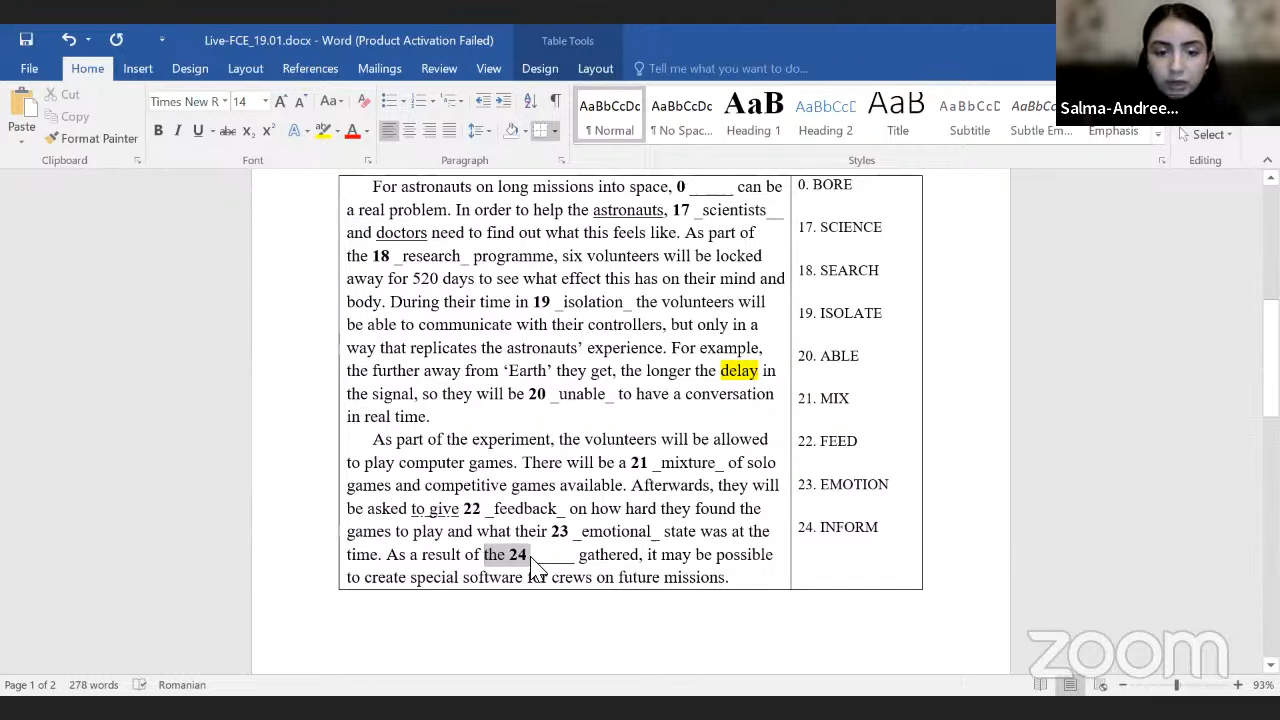 Live-FCE_19.01.docx - Word (Product Activation Failed)
Table Tools
File Home Insert Design Layout References Mailings Review View Design Layout Tell me what you want to do...
Salma-Andree...
Cut
Copy
Format Painter
Paste
Times New R 14
AaBbCcDc AaBbCcDc AaB AaBbCcDc AaB AaBbCcDc AaBbCcDc
¶ Normal ¶ No Spac... Heading 1 Heading 2 Title Subtitle Subtle Em... Emphasis
Select
Clipboard Font Paragraph Styles Editing
For astronauts on long missions into space, 0 _____ can be
a real problem. In order to help the astronauts, 17 _scientists__
and doctors need to find out what this feels like. As part of
the 18 _research_ programme, six volunteers will be locked
away for 520 days to see what effect this has on their mind and
body. During their time in 19 _isolation_ the volunteers will
be able to communicate with their controllers, but only in a
way that replicates the astronauts’ experience. For example,
the further away from ‘Earth’ they get, the longer the delay in
the signal, so they will be 20 _unable_ to have a conversation
in real time.
As part of the experiment, the volunteers will be allowed
to play computer games. There will be a 21 _mixture_ of solo
games and competitive games available. Afterwards, they will
be asked to give 22 _feedback_ on how hard they found the
games to play and what their 23 _emotional_ state was at the
time. As a result of the 24 _____ gathered, it may be possible
to create special software for crews on future missions.
0. BORE
17. SCIENCE
18. SEARCH
19. ISOLATE
20. ABLE
21. MIX
22. FEED
23. EMOTION
24. INFORM
zoom
Page 1 of 2 278 words Romanian 93%